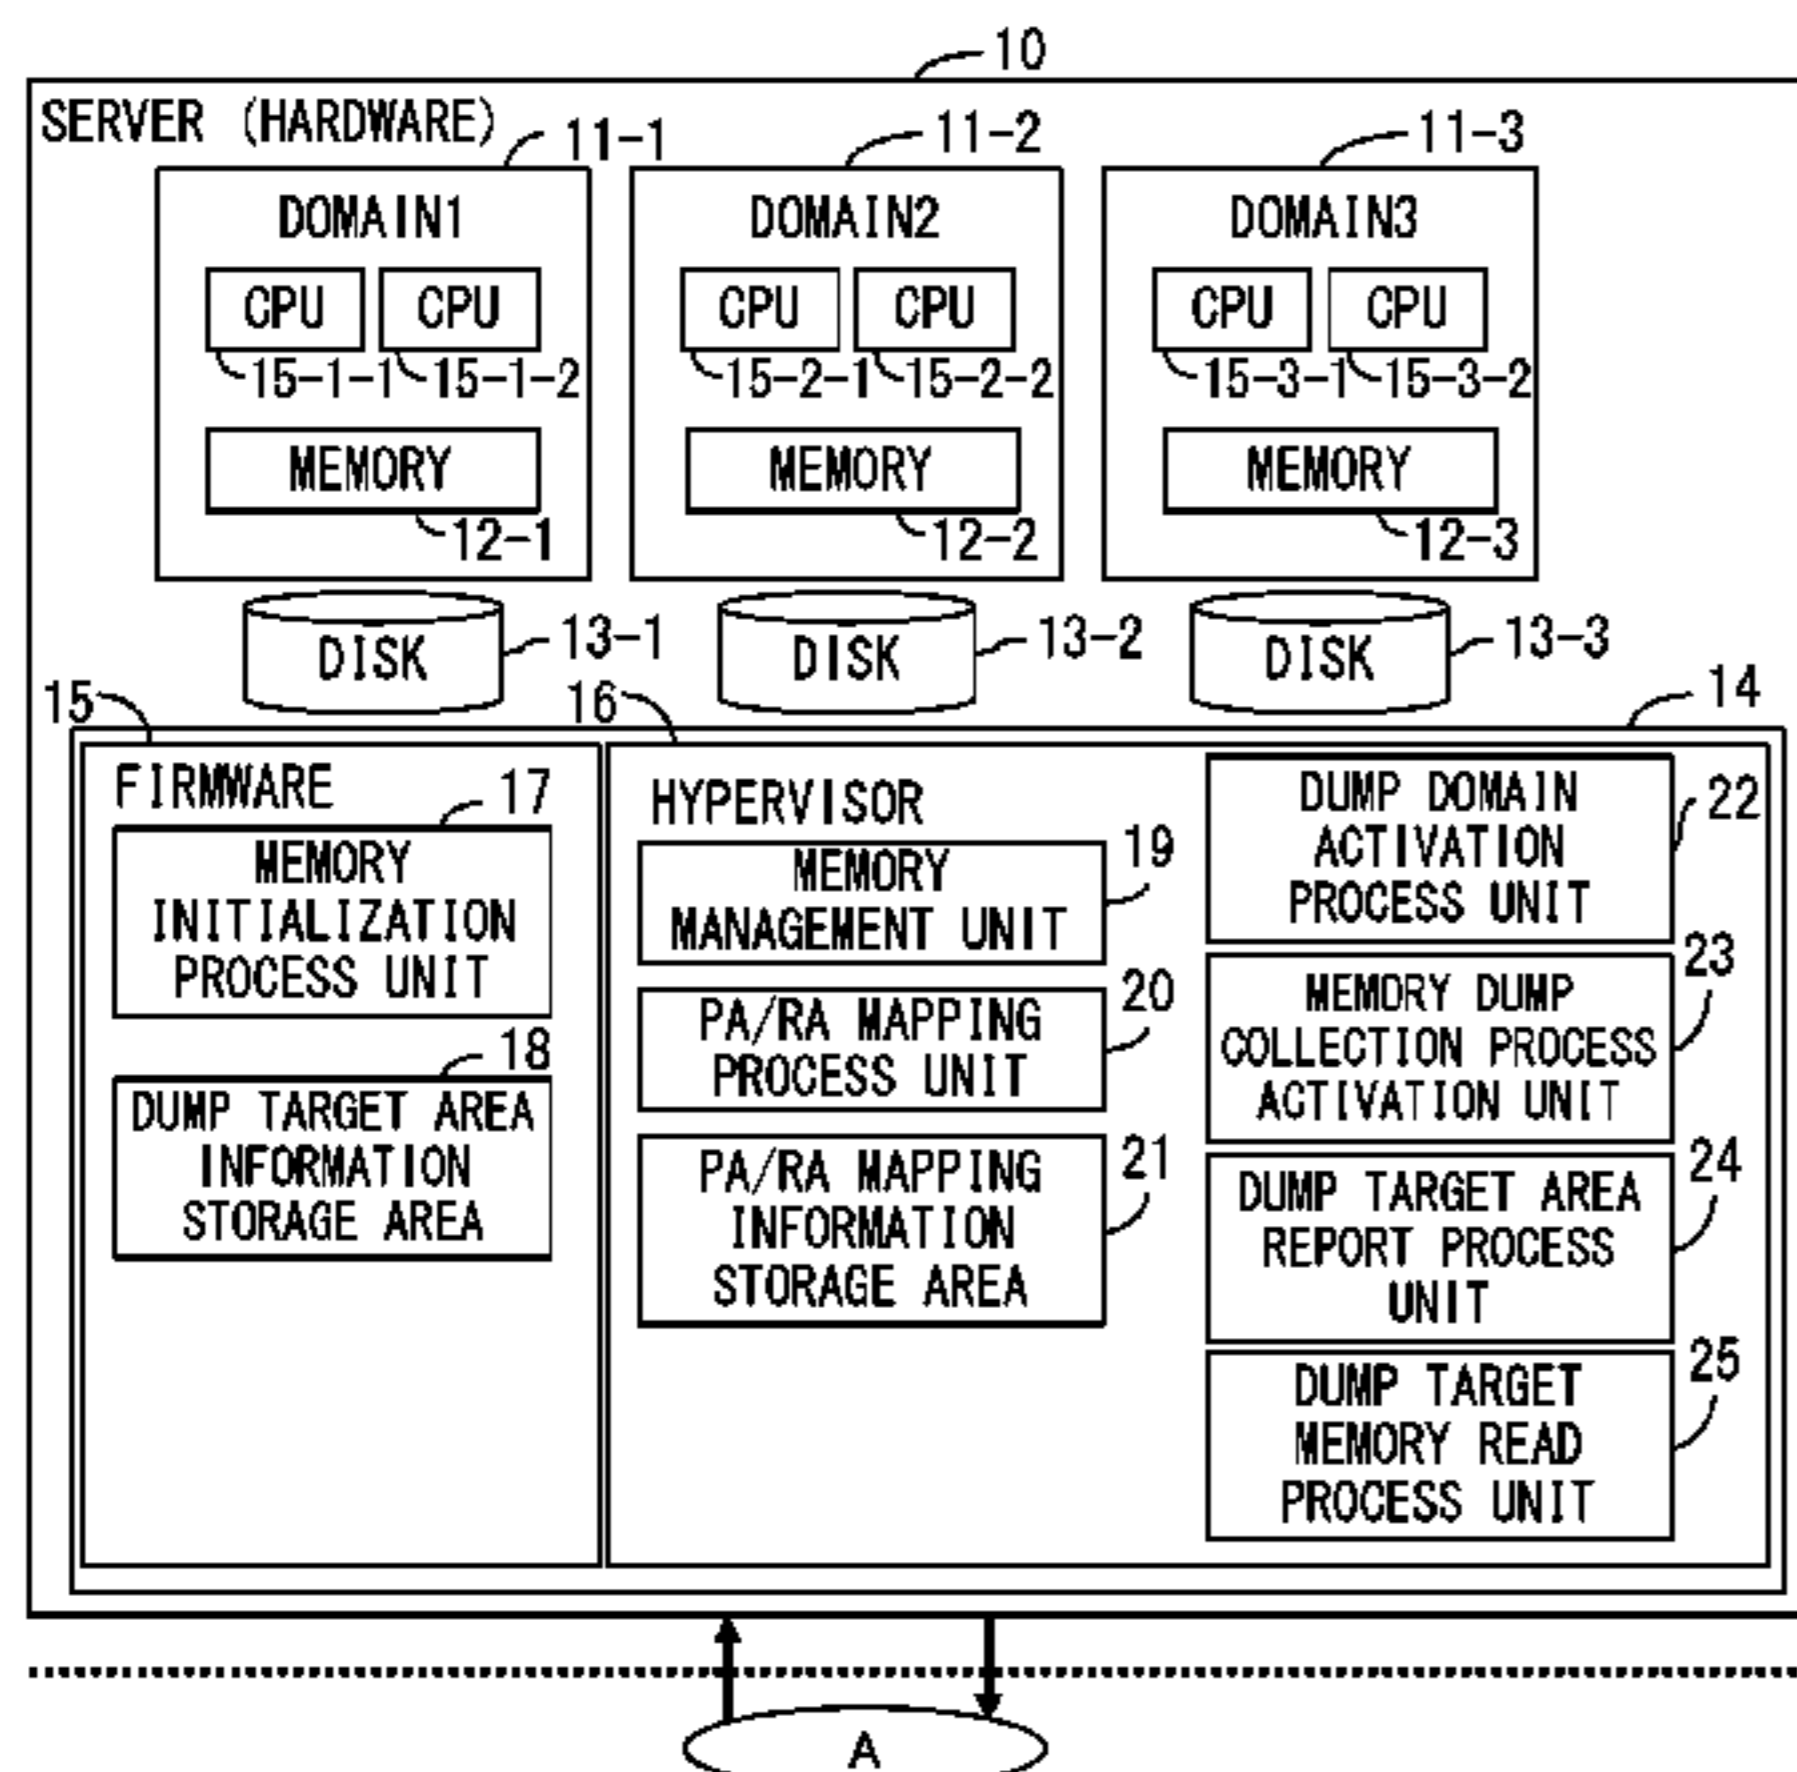 10
SERVER (HARDWARE)
11-1
11-2
11-3
DOMAIN1
DOMAIN2
DOMAIN3
CPU
CPU
CPU
CPU
CPU
CPU
15-1-1
15-1-2
15-2-1
15-2-2
15-3-1
15-3-2
MEMORY
MEMORY
MEMORY
12-1
12-2
12-3
DISK
13-1
DISK
13-2
DISK
13-3
15
16
14
FIRMWARE
17
MEMORY
INITIALIZATION
PROCESS UNIT
18
DUMP TARGET AREA
INFORMATION
STORAGE AREA
HYPERVISOR
19
MEMORY
MANAGEMENT UNIT
20
PA/RA MAPPING
PROCESS UNIT
21
PA/RA MAPPING
INFORMATION
STORAGE AREA
DUMP DOMAIN
ACTIVATION
PROCESS UNIT
22
23
MEMORY DUMP
COLLECTION PROCESS
ACTIVATION UNIT
24
DUMP TARGET AREA
REPORT PROCESS
UNIT
25
DUMP TARGET
MEMORY READ
PROCESS UNIT
A